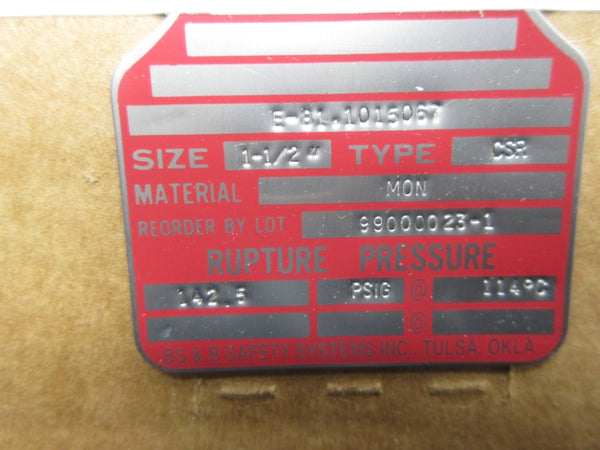 E-81.1016067
SIZE 1-1/2" TYPE CSR
MATERIAL MON
REORDER BY LOT 99000023-1
RUPTURE PRESSURE
142.5 PSIG @ 114°C
@
BS & B SAFETY SYSTEMS INC., TULSA, OKLA